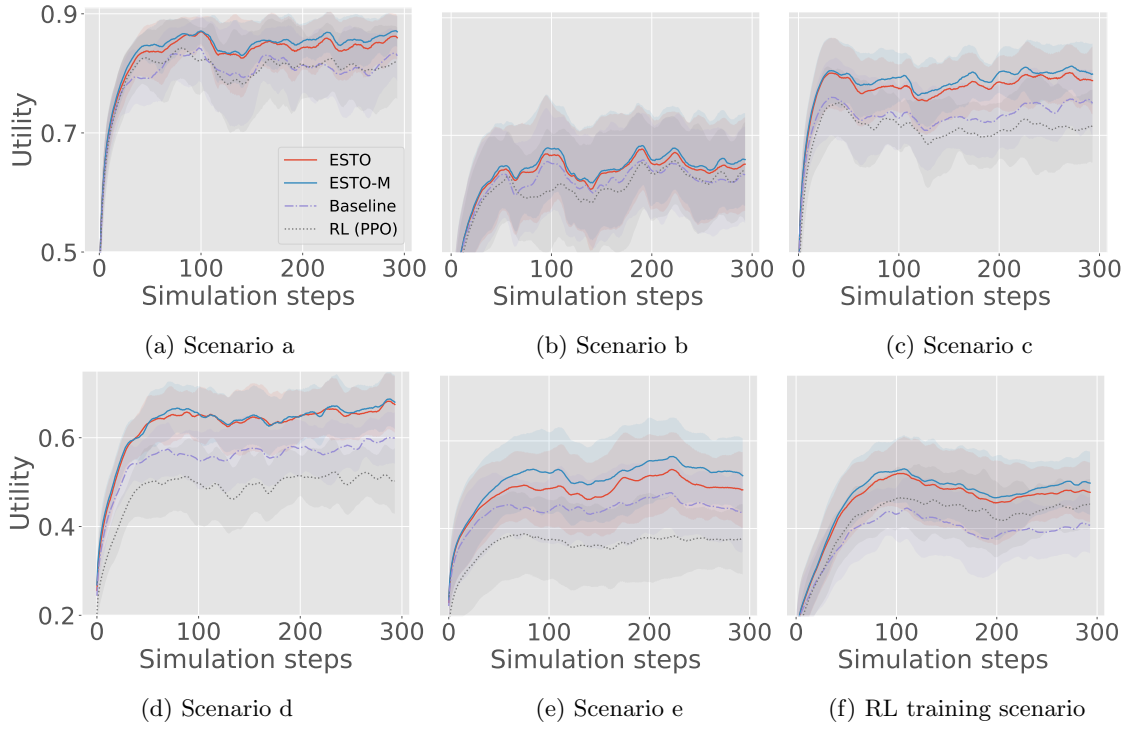 0.9
0.7
0.5
Utility
ESTO
ESTO-M
Baseline
RL (PPO)
0 100 200 300
0 100 200 300
0 100 200 300
Simulation steps
Simulation steps
Simulation steps
(a) Scenario a
(b) Scenario b
(c) Scenario c
0.6
0.4
0.2
Utility
0 100 200 300
0 100 200 300
0 100 200 300
Simulation steps
Simulation steps
Simulation steps
(d) Scenario d
(e) Scenario e
(f) RL training scenario